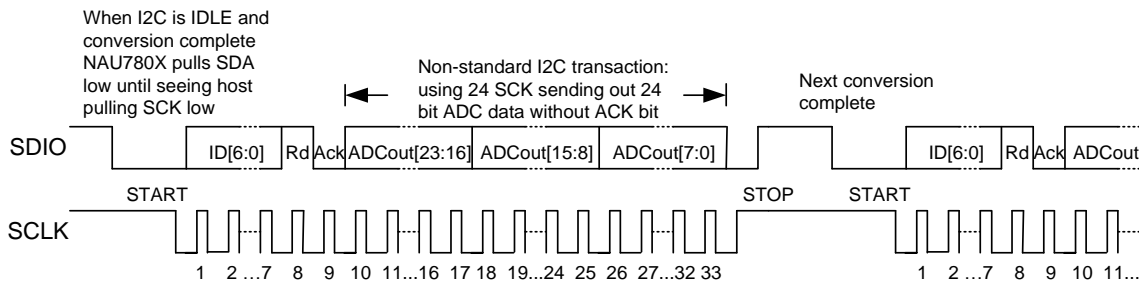 When I2C is IDLE and
conversion complete
NAU780X pulls SDA
low until seeing host
pulling SCK low
Non-standard I2C transaction:
using 24 SCK sending out 24
bit ADC data without ACK bit
Next conversion
complete
SDIO
ID[6:0] Rd Ack ADCout[23:16] ADCout[15:8] ADCout[7:0] ID[6:0] Rd Ack ADCout
START STOP START
SCLK
1 2 ...7 8 9 10 11...16 17 18 19...24 25 26 27...32 33 1 2 ...7 8 9 10 11...